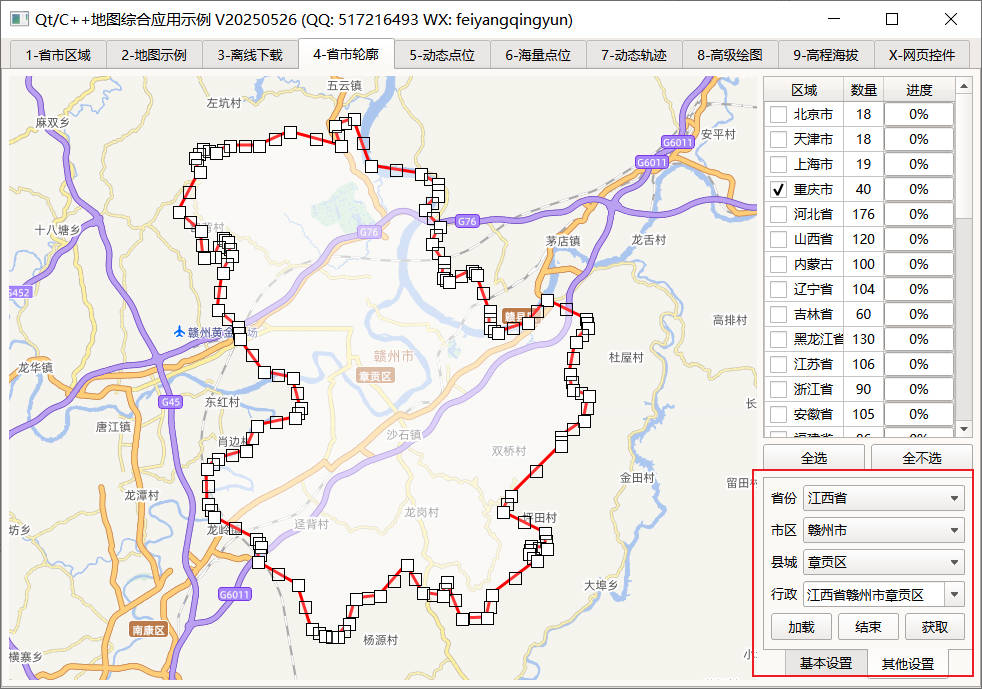 Qt/C++地图综合应用示例 V20250526 (QQ: 517216493 WX: feiyangqingyun)
1-省市区域 2-地图示例 3-离线下载 4-省市轮廓 5-动态点位 6-海量点位 7-动态轨迹 8-高级绘图 9-高程海拔 X-网页控件
五云镇
左坑村
麻双乡
安平村
G6011
G6011
十八塘乡
G76
G76
茅店镇
龙舌村
G452
赣州黄金
场
高排村
赣州市
章贡区
杜屋村
龙华镇
G45
东红村
长
唐江镇
肖边
沙石镇
双桥村
金田村
留田村
龙潭村
龙岗村
坪田村
迳背村
龙岭
坊乡
大埠乡
G6011
南康区
杨源村
横寨乡
小
区域 数量 进度
北京市 18 0%
天津市 18 0%
上海市 19 0%
重庆市 40 0%
河北省 176 0%
山西省 120 0%
内蒙古 100 0%
辽宁省 104 0%
吉林省 60 0%
黑龙江省 130 0%
江苏省 106 0%
浙江省 90 0%
安徽省 105 0%
全选 全不选
省份 江西省
市区 赣州市
县城 章贡区
行政 江西省赣州市章贡区
加载 结束 获取
基本设置 其他设置